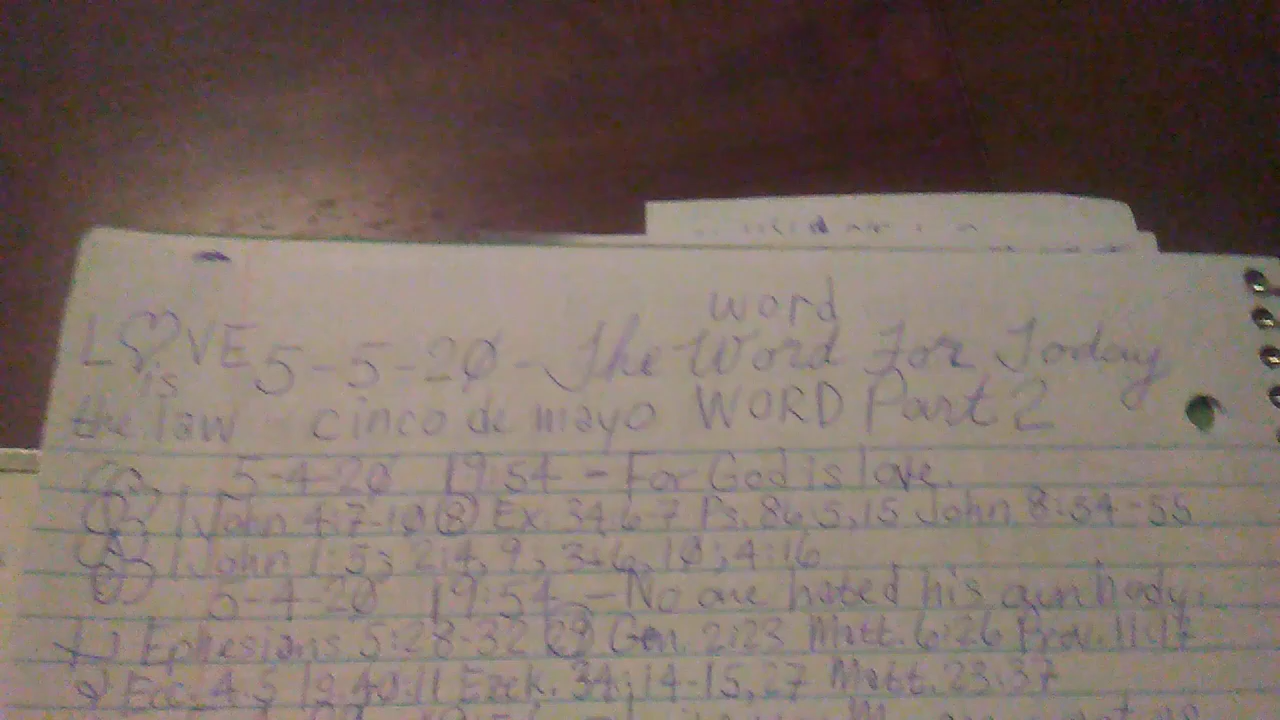 word
LOVE 5-5-20 - The Word For Today
is
the law - cinco de mayo WORD Part 2
5-4-20 19:54 - For God is love.
1 John 4:7-10 (8) Ex. 34:6-7 Ps. 86:5,15 John 8:54-55
1 John 1:5; 2:4, 9; 3:6, 10; 4:16
5-4-20 19:54 - No one hated his own body.
Ephesians 5:28-32 (29) Gen. 2:23 Matt. 6:26 Prov. 11:17
Ecc. 4:5 Is. 40:11 Ezek. 34:14-15, 27 Matt. 23:37